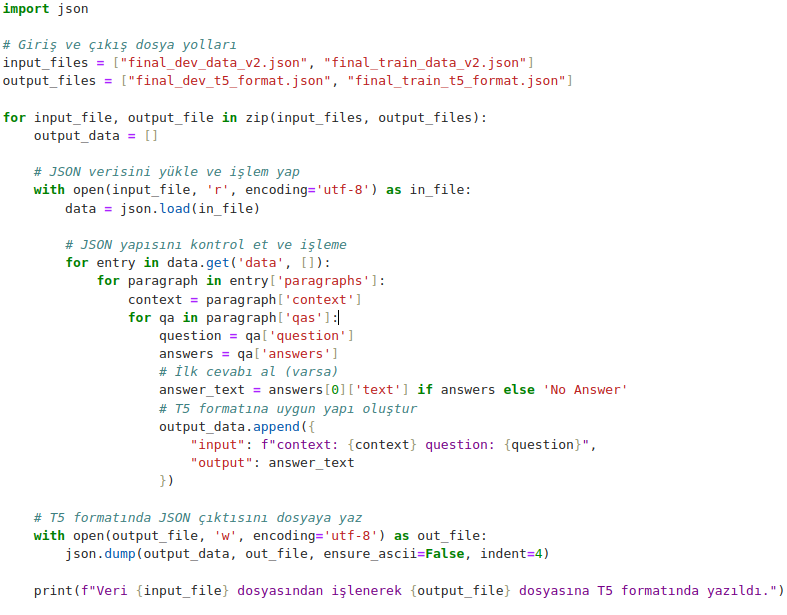 import json

# Giriş ve çıkış dosya yolları
input_files = ["final_dev_data_v2.json", "final_train_data_v2.json"]
output_files = ["final_dev_t5_format.json", "final_train_t5_format.json"]

for input_file, output_file in zip(input_files, output_files):
    output_data = []

    # JSON verisini yükle ve işlem yap
    with open(input_file, 'r', encoding='utf-8') as in_file:
        data = json.load(in_file)

        # JSON yapısını kontrol et ve işleme
        for entry in data.get('data', []):
            for paragraph in entry['paragraphs']:
                context = paragraph['context']
                for qa in paragraph['qas']:
                    question = qa['question']
                    answers = qa['answers']
                    # İlk cevabı al (varsa)
                    answer_text = answers[0]['text'] if answers else 'No Answer'
                    # T5 formatına uygun yapı oluştur
                    output_data.append({
                        "input": f"context: {context} question: {question}",
                        "output": answer_text
                    })

    # T5 formatında JSON çıktısını dosyaya yaz
    with open(output_file, 'w', encoding='utf-8') as out_file:
        json.dump(output_data, out_file, ensure_ascii=False, indent=4)

    print(f"Veri {input_file} dosyasından işlenerek {output_file} dosyasına T5 formatında yazıldı.")